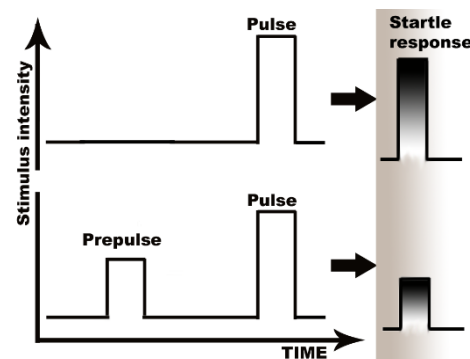 Pulse
Startle
response
Stimulus intensity
Pulse
Prepulse
TIME